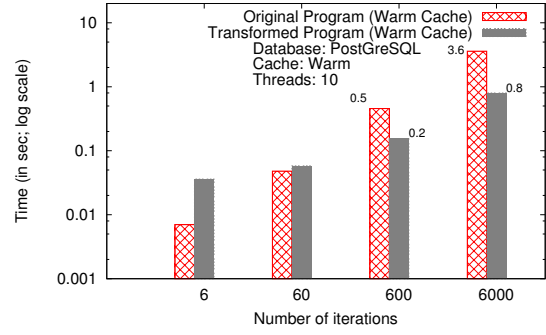 Original Program (Warm Cache)
Transformed Program (Warm Cache)
Database: PostGreSQL
Cache: Warm
Threads: 10
Time (in sec; log scale)
10
1
0.1
0.01
0.001
0.5
0.2
3.6
0.8
6
60
600
6000
Number of iterations